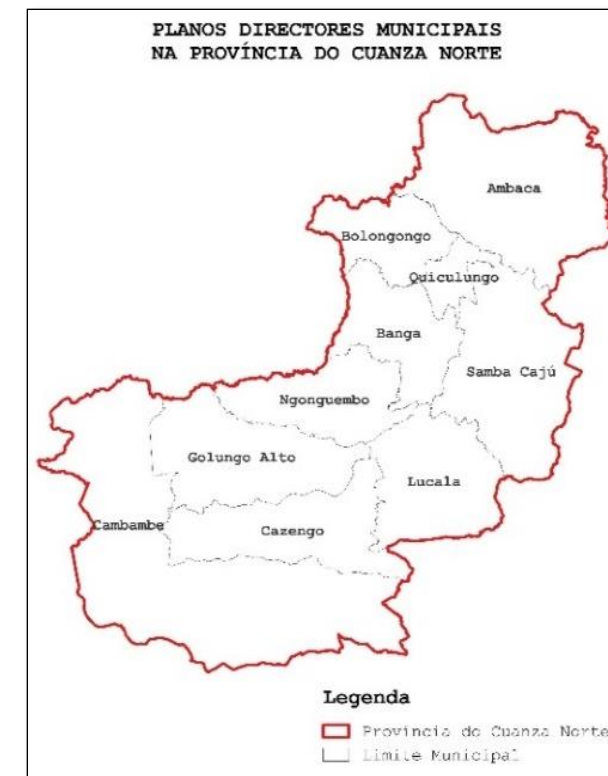 PLANOS DIRECTORES MUNICIPAIS
NA PROVÍNCIA DO CUANZA NORTE
Ambaca
Bolongongo
Quiculungo
Banga
Samba Cajú
Ngonguembo
Golungo Alto
Lucala
Cambambe
Cazengo
Legenda
Província do Cuanza Norte
Limite Municipal